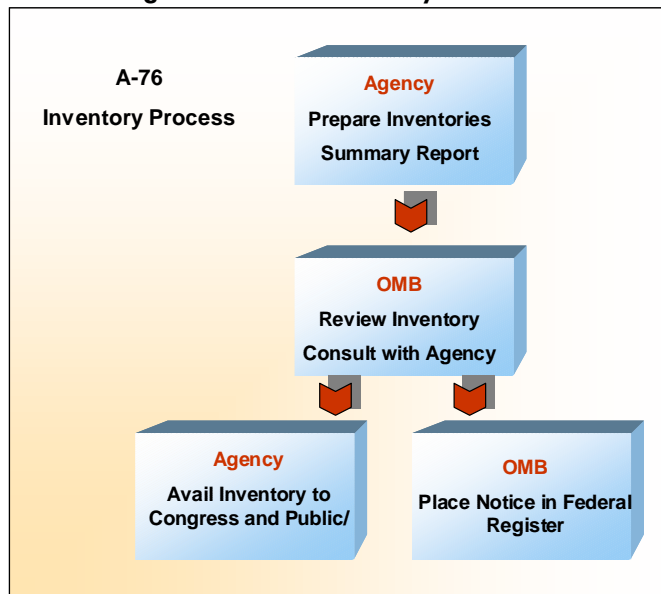 A-76
Inventory Process
Agency
Prepare Inventories
Summary Report
OMB
Review Inventory
Consult with Agency
Agency
Avail Inventory to
Congress and Public/
OMB
Place Notice in Federal
Register